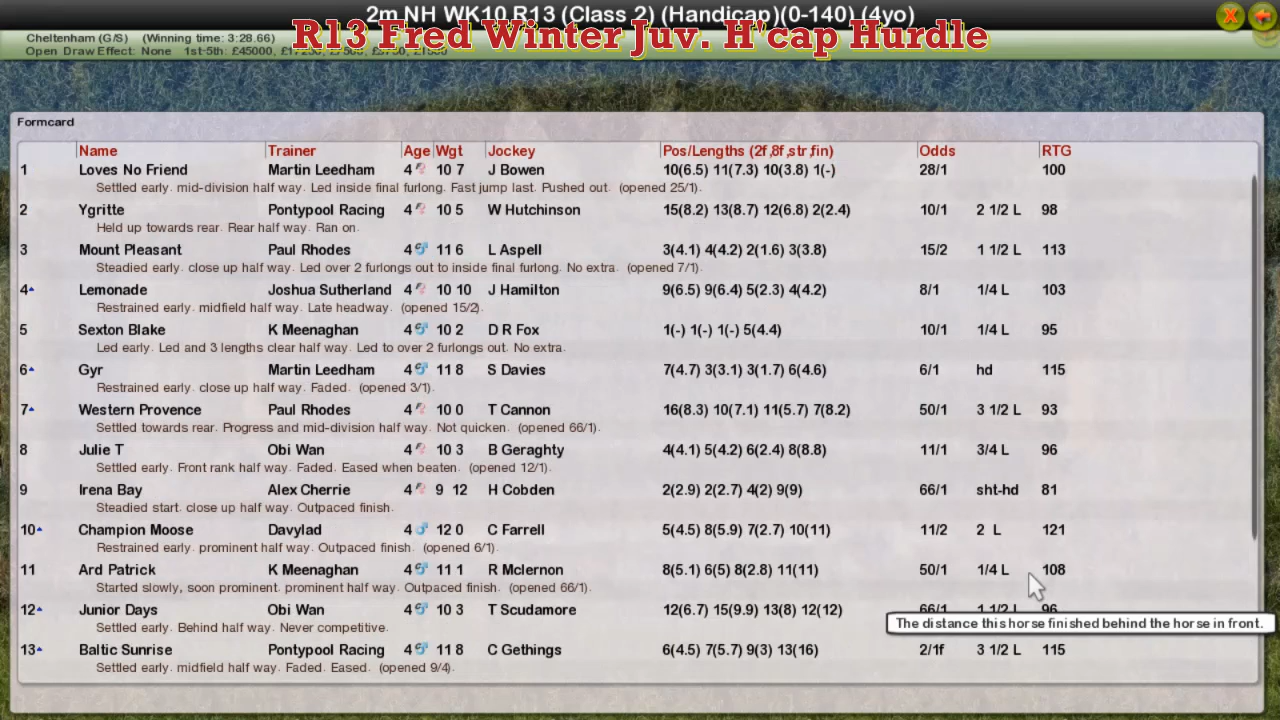 2m NH WK10 R13 (Class 2) (Handicap)(0-140) (4yo)
R13 Fred Winter Juv. H'cap Hurdle
Cheltenham (G/S) (Winning time: 3:28.66)
Open Draw Effect: None 1st-5th: £45000,
Formcard
Name Trainer Age Wgt Jockey Pos/Lengths (2f,8f,str,fin) Odds RTG
1 Loves No Friend Martin Leedham 4 10 7 J Bowen 10(6.5) 11(7.3) 10(3.8) 1(-) 28/1 100
Settled early. mid-division half way. Led inside final furlong. Fast jump last. Pushed out. (opened 25/1).
2 Ygritte Pontypool Racing 4 10 5 W Hutchinson 15(8.2) 13(8.7) 12(6.8) 2(2.4) 10/1 2 1/2 L 98
Held up towards rear. Rear half way. Ran on.
3 Mount Pleasant Paul Rhodes 4 11 6 L Aspell 3(4.1) 4(4.2) 2(1.6) 3(3.8) 15/2 1 1/2 L 113
Steadied early. close up half way. Led over 2 furlongs out to inside final furlong. No extra. (opened 7/1).
4 Lemonade Joshua Sutherland 4 10 10 J Hamilton 9(6.5) 9(6.4) 5(2.3) 4(4.2) 8/1 1/4 L 103
Restrained early. midfield half way. Late headway. (opened 15/2).
5 Sexton Blake K Meenaghan 4 10 2 D R Fox 1(-) 1(-) 1(-) 5(4.4) 10/1 1/4 L 95
Led early. Led and 3 lengths clear half way. Led to over 2 furlongs out. No extra.
6 Gyr Martin Leedham 4 11 8 S Davies 7(4.7) 3(3.1) 3(1.7) 6(4.6) 6/1 hd 115
Restrained early. close up half way. Faded. (opened 3/1).
7 Western Provence Paul Rhodes 4 10 0 T Cannon 16(8.3) 10(7.1) 11(5.7) 7(8.2) 50/1 3 1/2 L 93
Settled towards rear. Progress and mid-division half way. Not quicken. (opened 66/1).
8 Julie T Obi Wan 4 10 3 B Geraghty 4(4.1) 5(4.2) 6(2.4) 8(8.8) 11/1 3/4 L 96
Settled early. Front rank half way. Faded. Eased when beaten. (opened 12/1).
9 Irena Bay Alex Cherrie 4 9 12 H Cobden 2(2.9) 2(2.7) 4(2) 9(9) 66/1 sht-hd 81
Steadied start. close up half way. Outpaced finish.
10 Champion Moose Davylad 4 12 0 C Farrell 5(4.5) 8(5.9) 7(2.7) 10(11) 11/2 2 L 121
Restrained early. prominent half way. Outpaced finish. (opened 6/1).
11 Ard Patrick K Meenaghan 4 11 1 R Mclernon 8(5.1) 6(5) 8(2.8) 11(11) 50/1 1/4 L 108
Started slowly, soon prominent. prominent half way. Outpaced finish. (opened 66/1).
12 Junior Days Obi Wan 4 10 3 T Scudamore 12(6.7) 15(9.9) 13(8) 12(12) 66/1 1 1/2 L 96
Settled early. Behind half way. Never competitive.
The distance this horse finished behind the horse in front.
13 Baltic Sunrise Pontypool Racing 4 11 8 C Gethings 6(4.5) 7(5.7) 9(3) 13(16) 2/1f 3 1/2 L 115
Settled early. midfield half way. Faded. Eased. (opened 9/4).